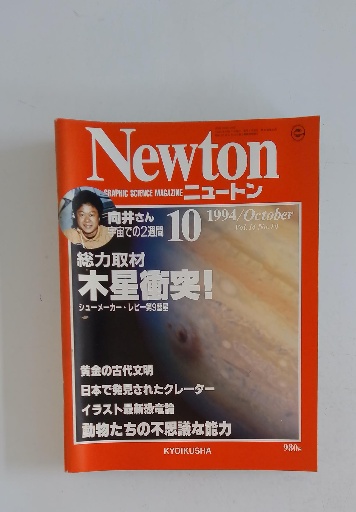 Newton
GRAPHIC SCIENCE MAGAZINE ニュートン
向井さん
宇宙での2週間
10
1994/October
総力取材
木星衝突!
シューメーカー・レビー第9彗星
黄金の古代文明
日本で発見されたクレーター
イラスト最新恐竜論
動物たちの不思議な能力
KYOIKUSHA
980円